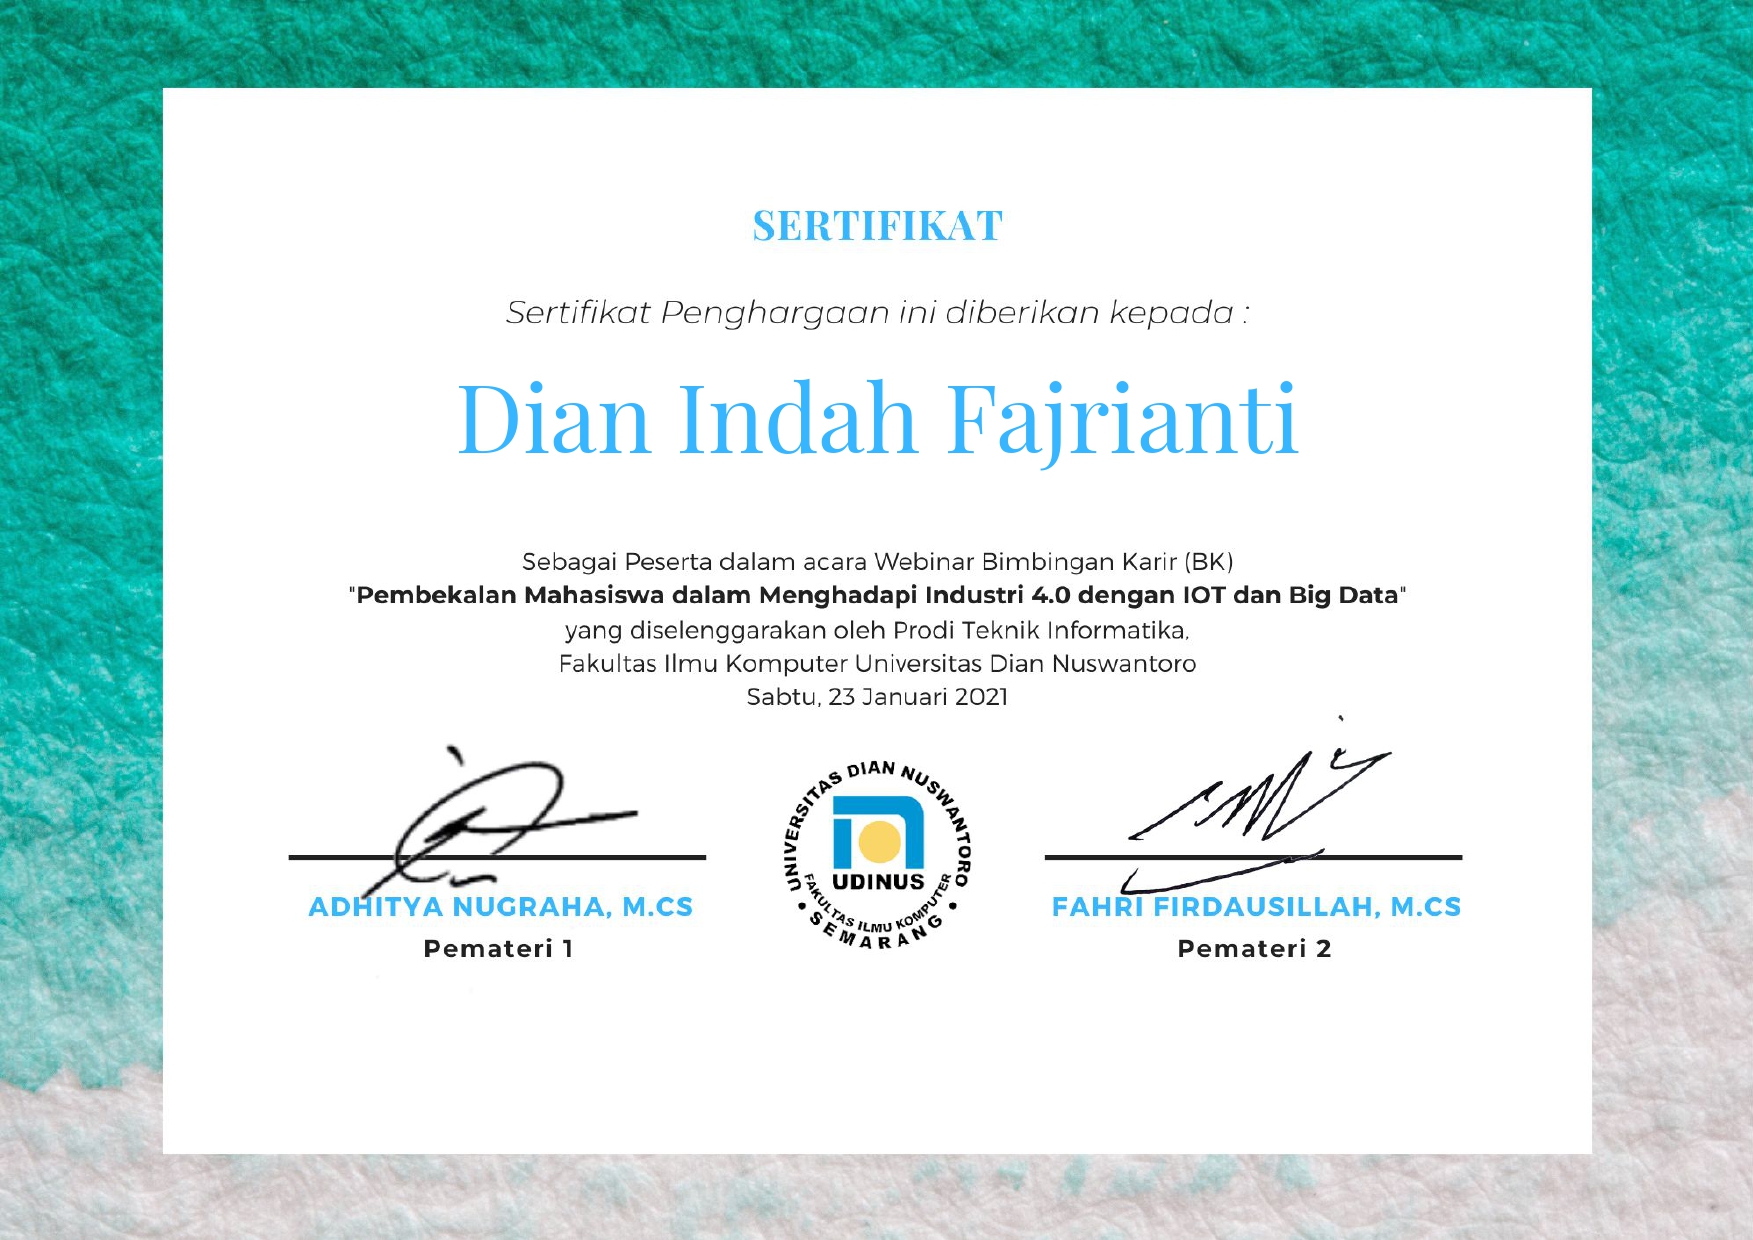 SERTIFIKAT
Sertifikat Penghargaan ini diberikan kepada :
Dian Indah Fajrianti
Sebagai Peserta dalam acara Webinar Bimbingan Karir (BK)
"Pembekalan Mahasiswa dalam Menghadapi Industri 4.0 dengan IOT dan Big Data"
yang diselenggarakan oleh Prodi Teknik Informatika,
Fakultas Ilmu Komputer Universitas Dian Nuswantoro
Sabtu, 23 Januari 2021
UNIVERSITAS DIAN NUSWANTORO
UDINUS
FAKULTAS ILMU KOMPUTER
• SEMARANG •
ADHITYA NUGRAHA, M.CS
Pemateri 1
FAHRI FIRDAUSILLAH, M.CS
Pemateri 2